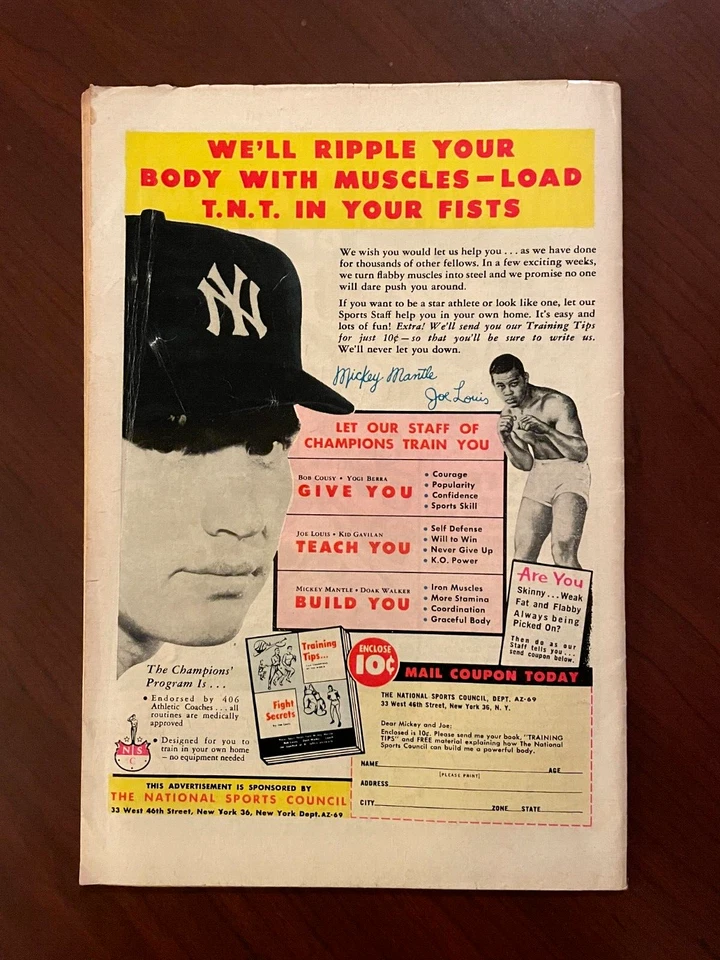 WE'LL RIPPLE YOUR
BODY WITH MUSCLES—LOAD
T.N.T. IN YOUR FISTS
NY
We wish you would let us help you . . . as we have done
for thousands of other fellows. In a few exciting weeks,
we turn flabby muscles into steel and we promise no one
will dare push you around.
If you want to be a star athlete or look like one, let our
Sports Staff help you in your own home. It's easy and
lots of fun! Extra! We'll send you our Training Tips
for just 10¢—so that you'll be sure to write us.
We'll never let you down.
Mickey Mantle
Joe Louis
LET OUR STAFF OF
CHAMPIONS TRAIN YOU
BOB COUSY • YOGI BERRA
GIVE YOU
• Courage
• Popularity
• Confidence
• Sports Skill
JOE LOUIS • KID GAVILAN
TEACH YOU
• Self Defense
• Will to Win
• Never Give Up
• K.O. Power
MICKEY MANTLE • DOAK WALKER
BUILD YOU
• Iron Muscles
• More Stamina
• Coordination
• Graceful Body
Are You
Skinny...Weak
Fat and Flabby
Always being
Picked On?
Then do as our
Staff tells you...
send coupon below.
The Champions'
Program Is . . .
• Endorsed by 406
Athletic Coaches...all
routines are medically
approved
• Designed for you to
train in your own home
—no equipment needed
N S
C
Training
Tips...
Fight
Secrets
ENCLOSE
10¢
MAIL COUPON TODAY
THE NATIONAL SPORTS COUNCIL, DEPT. AZ-69
33 West 46th Street, New York 36, N. Y.
Dear Mickey and Joe:
Enclosed is 10¢. Please send me your book, "TRAINING
TIPS" and FREE material explaining how The National
Sports Council can build me a powerful body.
NAME AGE
[PLEASE PRINT]
ADDRESS
CITY ZONE STATE
THIS ADVERTISEMENT IS SPONSORED BY
THE NATIONAL SPORTS COUNCIL
33 West 46th Street, New York 36, New York Dept. AZ-69